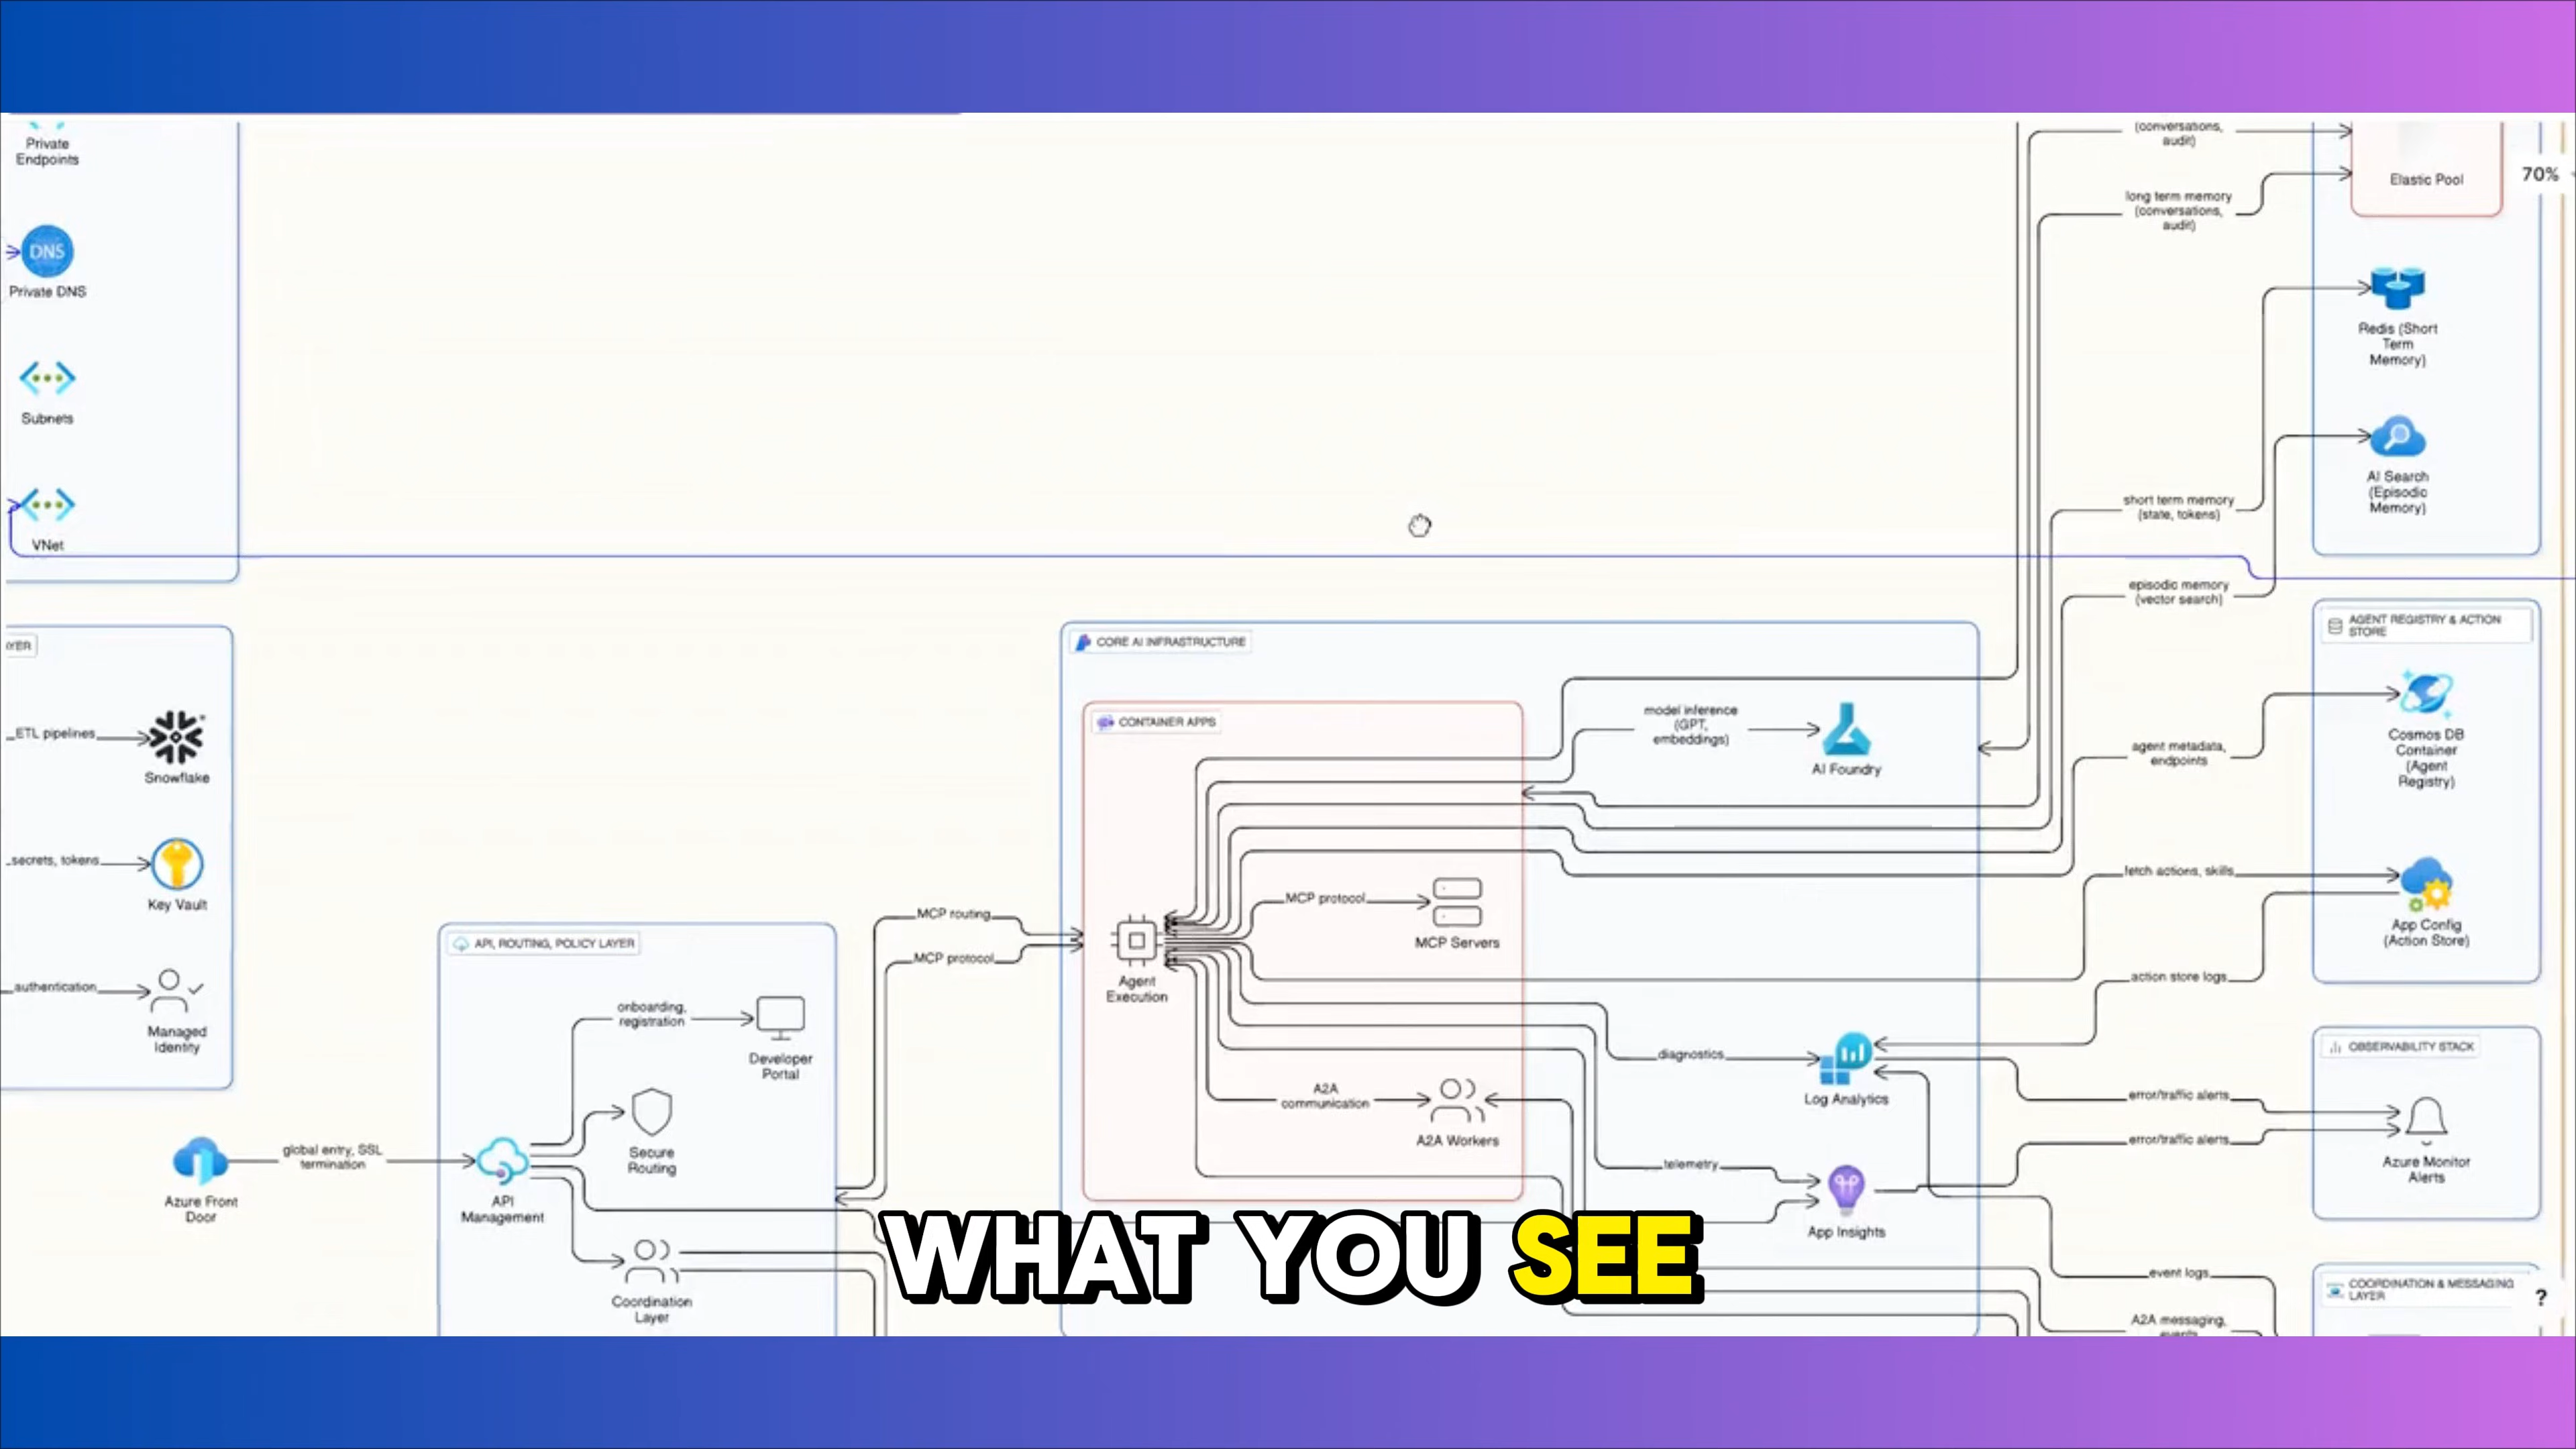 Private
Endpoints
DNS
Private DNS
Subnets
VNet
(conversations,
audit)
Elastic Pool
70%
long term memory
(conversations,
audit)
Redis (Short
Term
Memory)
AI Search
(Episodic
Memory)
short term memory
(state, tokens)
episodic memory
(vector search)
YER
ETL pipelines
Snowflake
secrets, tokens
Key Vault
authentication
Managed
Identity
Azure Front
Door
global entry, SSL
termination
API, ROUTING, POLICY LAYER
onboarding,
registration
Developer
Portal
Secure
Routing
API
Management
Coordination
Layer
MCP routing
MCP protocol
CORE AI INFRASTRUCTURE
CONTAINER APPS
model inference
(GPT,
embeddings)
AI Foundry
MCP protocol
MCP Servers
Agent
Execution
A2A
communication
A2A Workers
diagnostics
Log Analytics
telemetry
App Insights
AGENT REGISTRY & ACTION
STORE
agent metadata,
endpoints
Cosmos DB
Container
(Agent
Registry)
fetch actions, skills
App Config
(Action Store)
action store logs
OBSERVABILITY STACK
error/traffic alerts
error/traffic alerts
Azure Monitor
Alerts
event logs
COORDINATION & MESSAGING
LAYER
?
A2A messaging,
events
WHAT YOU SEE